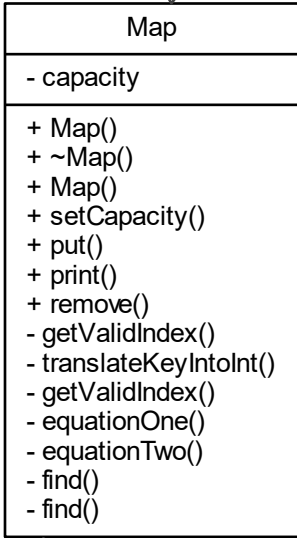 Map
- capacity
+ Map()
+ ~Map()
+ Map()
+ setCapacity()
+ put()
+ print()
+ remove()
- getValidIndex()
- translateKeyIntoInt()
- getValidIndex()
- equationOne()
- equationTwo()
- find()
- find()